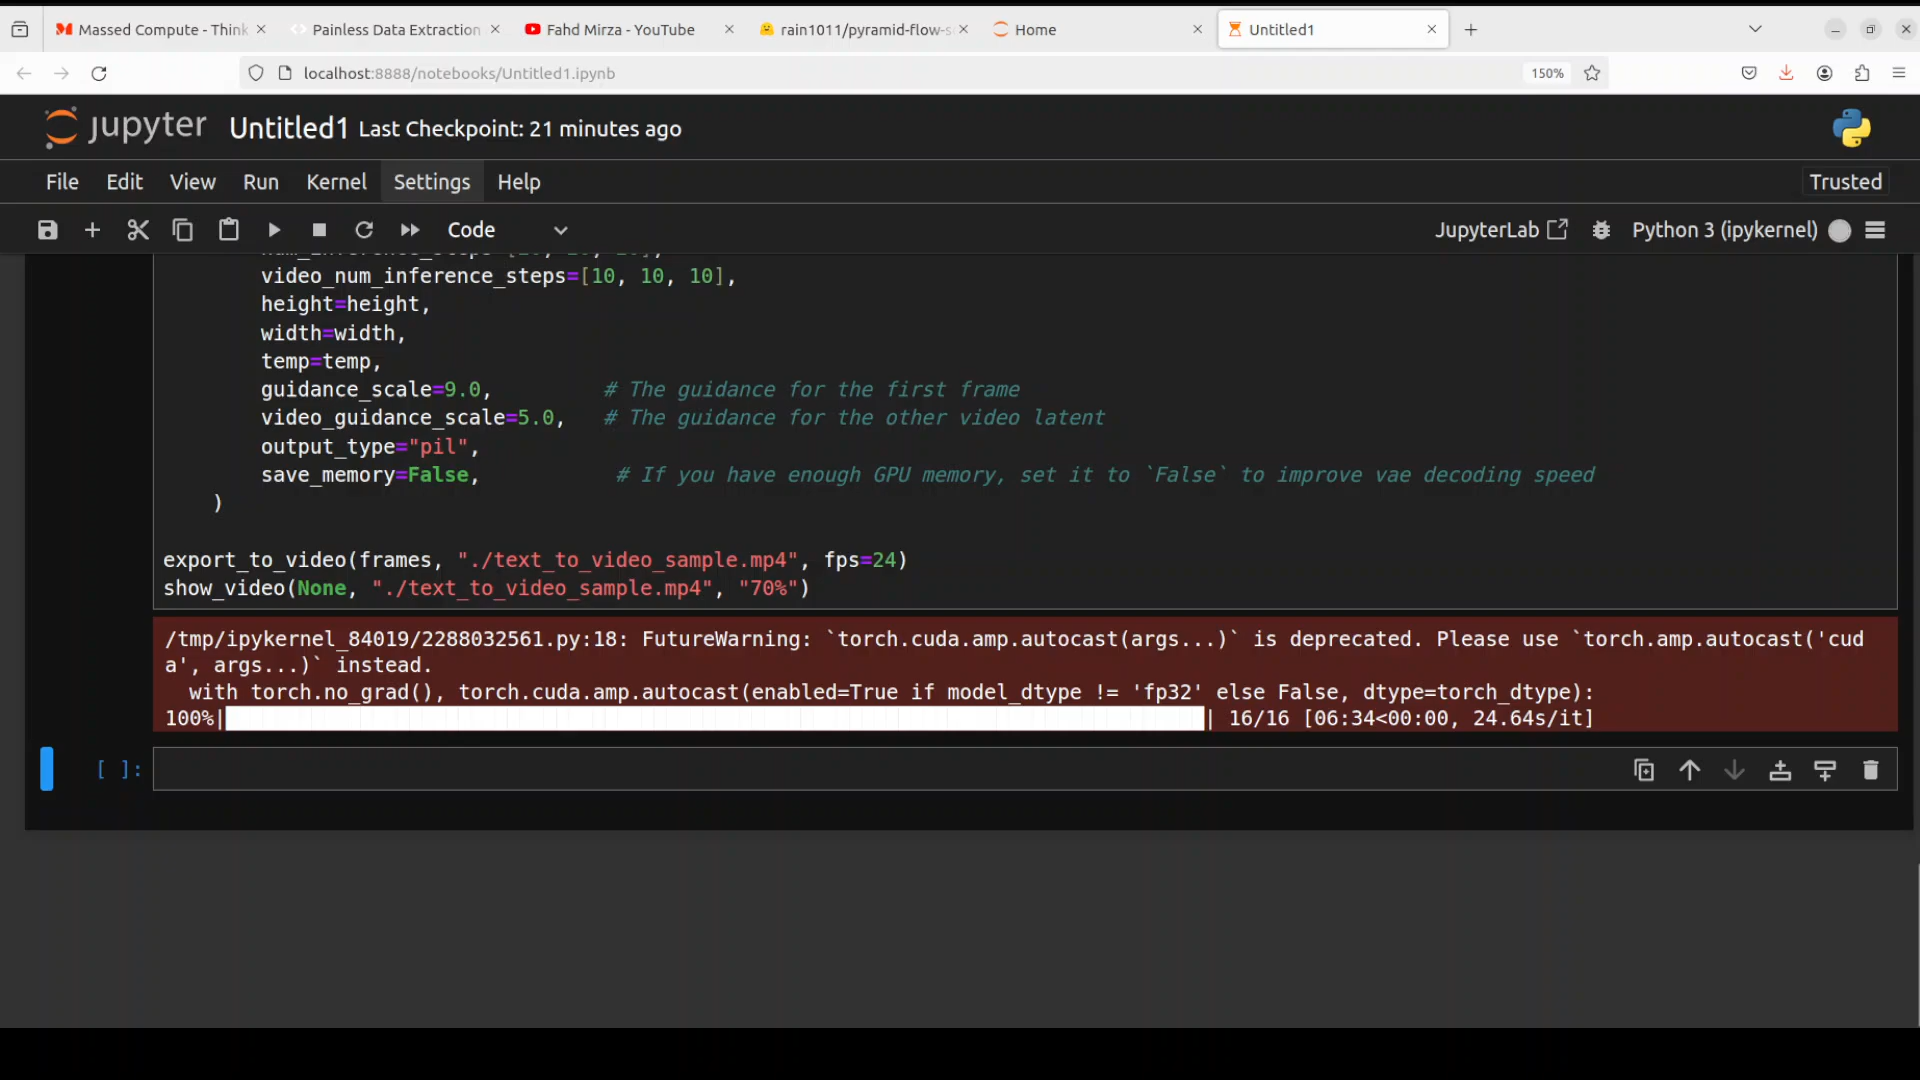 Massed Compute - Think
Painless Data Extraction
Fahd Mirza - YouTube
rain1011/pyramid-flow-s
Home
Untitled1
localhost:8888/notebooks/Untitled1.ipynb
150%
jupyter Untitled1 Last Checkpoint: 21 minutes ago
File Edit View Run Kernel Settings Help Trusted
Code JupyterLab Python 3 (ipykernel)
video_num_inference_steps=[10, 10, 10],
height=height,
width=width,
temp=temp,
guidance_scale=9.0, # The guidance for the first frame
video_guidance_scale=5.0, # The guidance for the other video latent
output_type="pil",
save_memory=False, # If you have enough GPU memory, set it to `False` to improve vae decoding speed
)
export_to_video(frames, "./text_to_video_sample.mp4", fps=24)
show_video(None, "./text_to_video_sample.mp4", "70%")
/tmp/ipykernel_84019/2288032561.py:18: FutureWarning: `torch.cuda.amp.autocast(args...)` is deprecated. Please use `torch.amp.autocast('cud
a', args...)` instead.
with torch.no_grad(), torch.cuda.amp.autocast(enabled=True if model_dtype != 'fp32' else False, dtype=torch_dtype):
100%| | 16/16 [06:34<00:00, 24.64s/it]
[ ]: